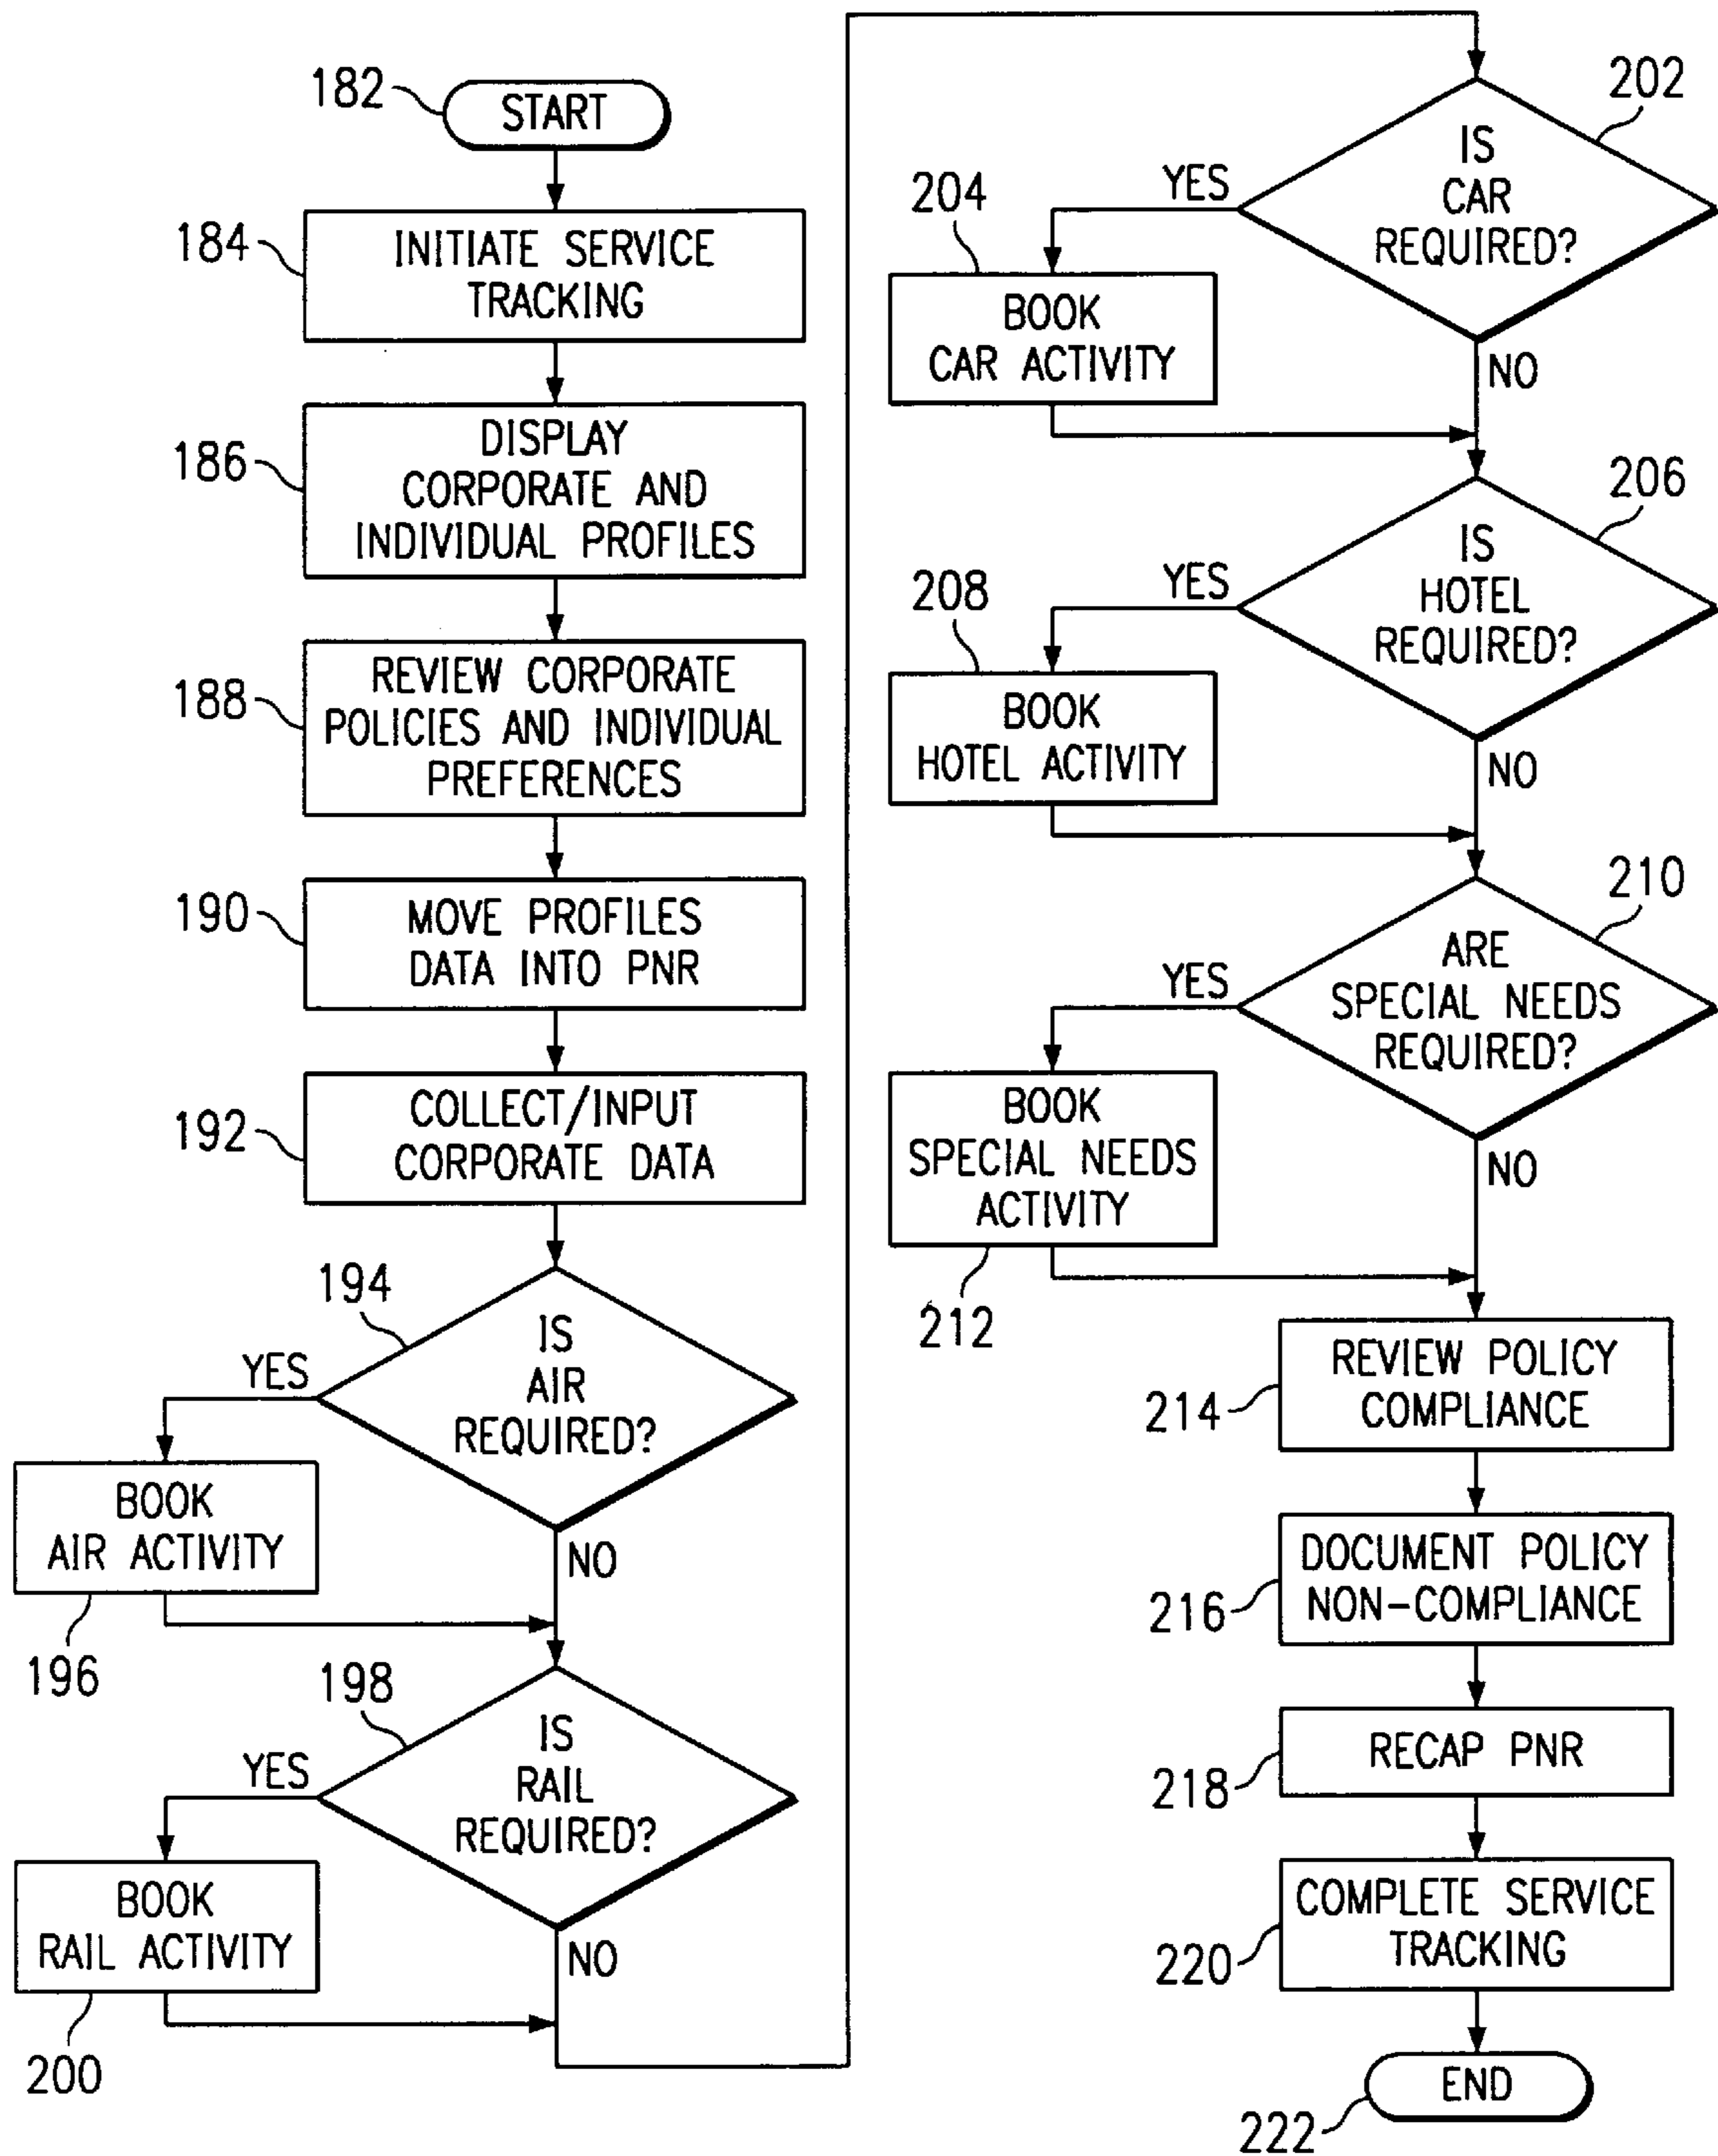 182
START
184
INITIATE SERVICE
TRACKING
186
DISPLAY
CORPORATE AND
INDIVIDUAL PROFILES
188
REVIEW CORPORATE
POLICIES AND INDIVIDUAL
PREFERENCES
190
MOVE PROFILES
DATA INTO PNR
192
COLLECT/INPUT
CORPORATE DATA
194
IS
AIR
REQUIRED?
YES
BOOK
AIR ACTIVITY
196
NO
198
IS
RAIL
REQUIRED?
YES
BOOK
RAIL ACTIVITY
200
NO
202
IS
CAR
REQUIRED?
YES
204
BOOK
CAR ACTIVITY
NO
206
IS
HOTEL
REQUIRED?
YES
208
BOOK
HOTEL ACTIVITY
NO
210
ARE
SPECIAL NEEDS
REQUIRED?
YES
BOOK
SPECIAL NEEDS
ACTIVITY
212
NO
REVIEW POLICY
COMPLIANCE
214
DOCUMENT POLICY
NON-COMPLIANCE
216
RECAP PNR
218
COMPLETE SERVICE
TRACKING
220
END
222